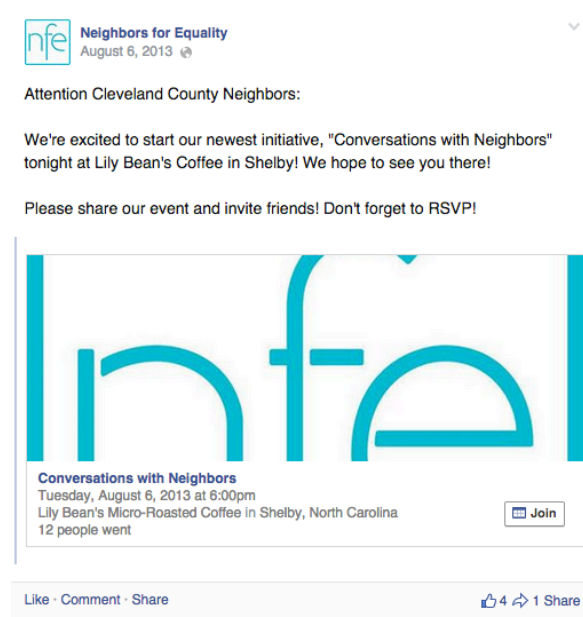 nfe
Neighbors for Equality
August 6, 2013
Attention Cleveland County Neighbors:
We're excited to start our newest initiative, "Conversations with Neighbors"
tonight at Lily Bean's Coffee in Shelby! We hope to see you there!
Please share our event and invite friends! Don't forget to RSVP!
nfe
Conversations with Neighbors
Tuesday, August 6, 2013 at 6:00pm
Lily Bean's Micro-Roasted Coffee in Shelby, North Carolina
12 people went
Join
Like · Comment · Share
4 1 Share